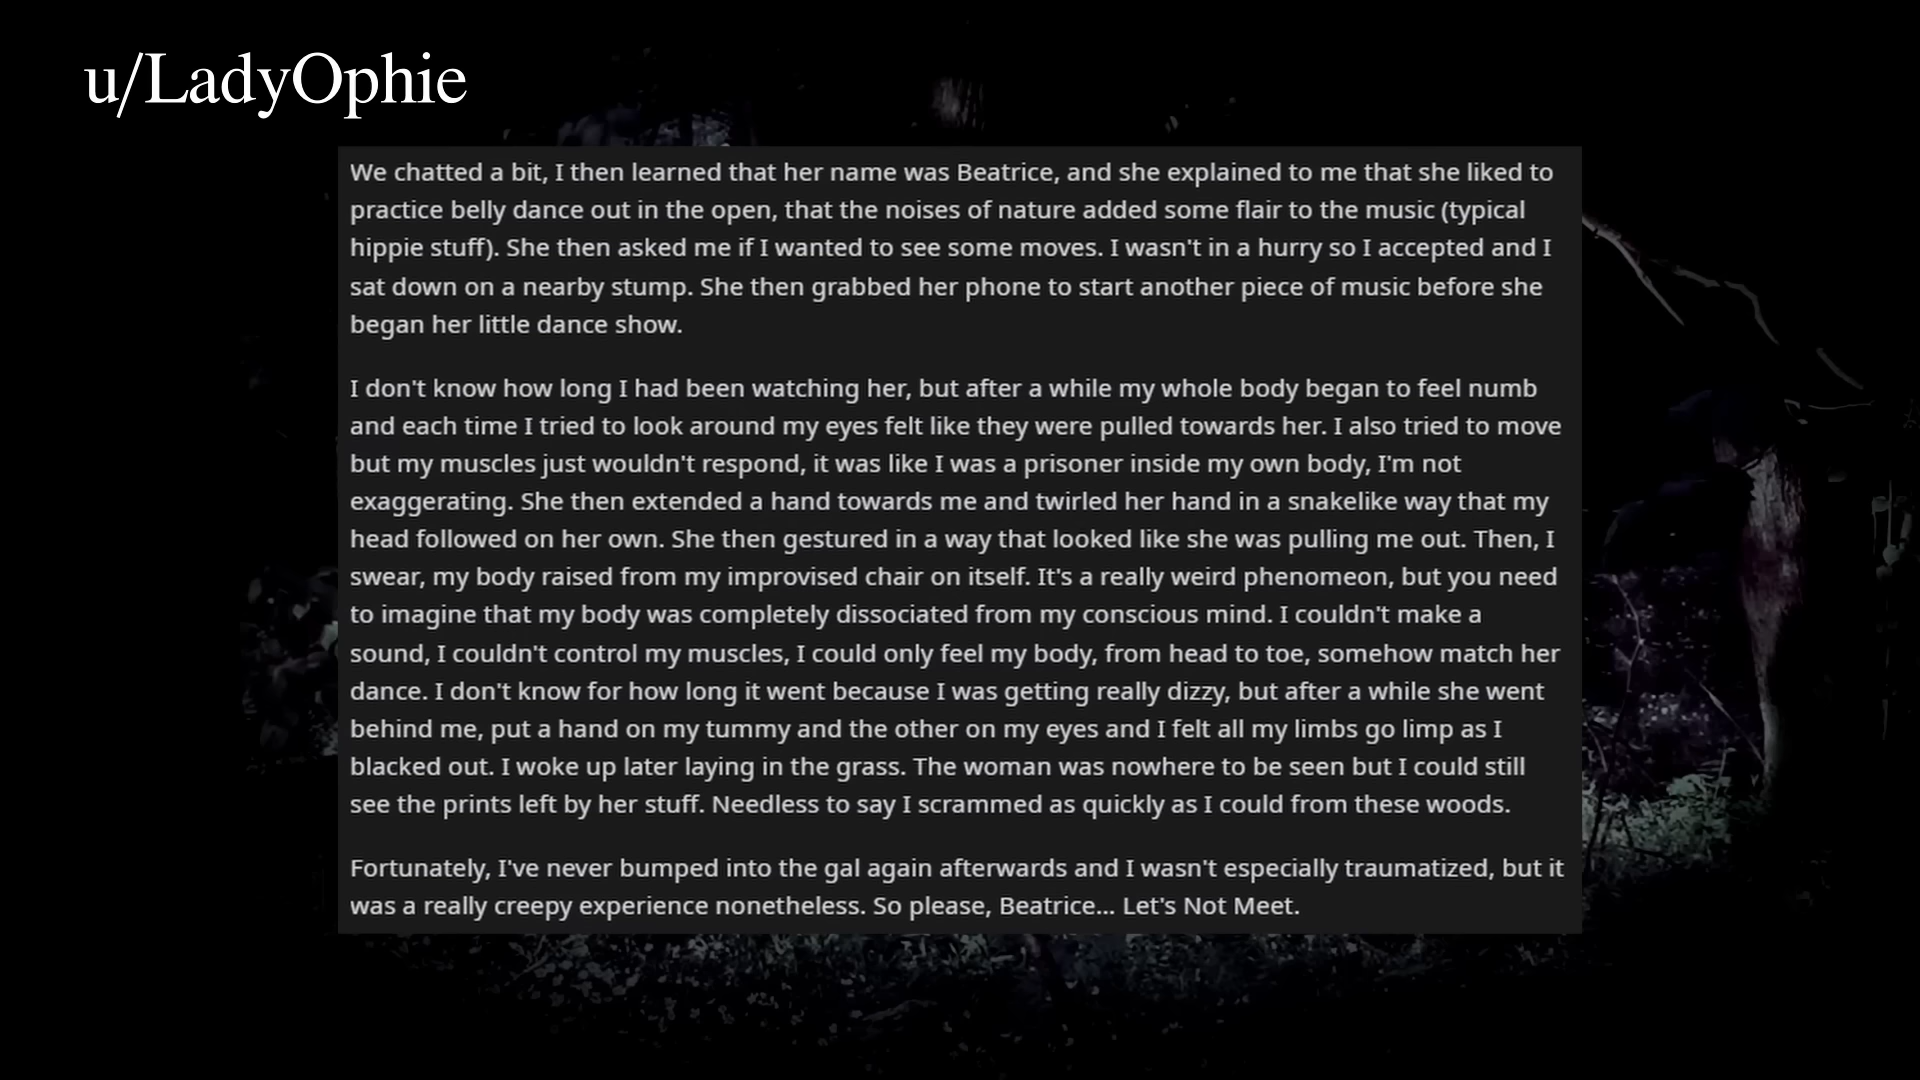 u/LadyOphie
We chatted a bit, I then learned that her name was Beatrice, and she explained to me that she liked to
practice belly dance out in the open, that the noises of nature added some flair to the music (typical
hippie stuff). She then asked me if I wanted to see some moves. I wasn't in a hurry so I accepted and I
sat down on a nearby stump. She then grabbed her phone to start another piece of music before she
began her little dance show.
I don't know how long I had been watching her, but after a while my whole body began to feel numb
and each time I tried to look around my eyes felt like they were pulled towards her. I also tried to move
but my muscles just wouldn't respond, it was like I was a prisoner inside my own body, I'm not
exaggerating. She then extended a hand towards me and twirled her hand in a snakelike way that my
head followed on her own. She then gestured in a way that looked like she was pulling me out. Then, I
swear, my body raised from my improvised chair on itself. It's a really weird phenomeon, but you need
to imagine that my body was completely dissociated from my conscious mind. I couldn't make a
sound, I couldn't control my muscles, I could only feel my body, from head to toe, somehow match her
dance. I don't know for how long it went because I was getting really dizzy, but after a while she went
behind me, put a hand on my tummy and the other on my eyes and I felt all my limbs go limp as I
blacked out. I woke up later laying in the grass. The woman was nowhere to be seen but I could still
see the prints left by her stuff. Needless to say I scrammed as quickly as I could from these woods.
Fortunately, I've never bumped into the gal again afterwards and I wasn't especially traumatized, but it
was a really creepy experience nonetheless. So please, Beatrice... Let's Not Meet.